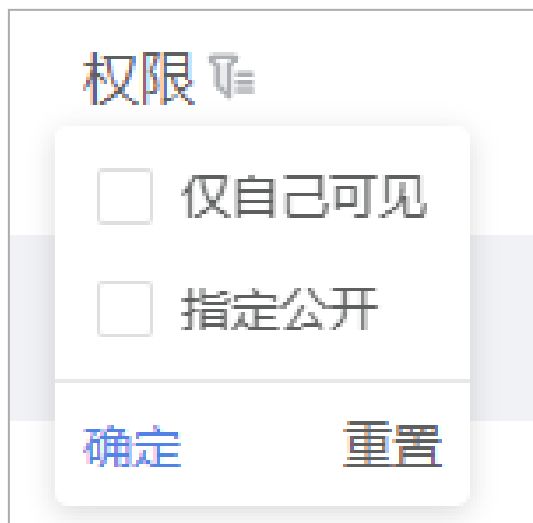 权限
仅自己可见
指定公开
确定 重置